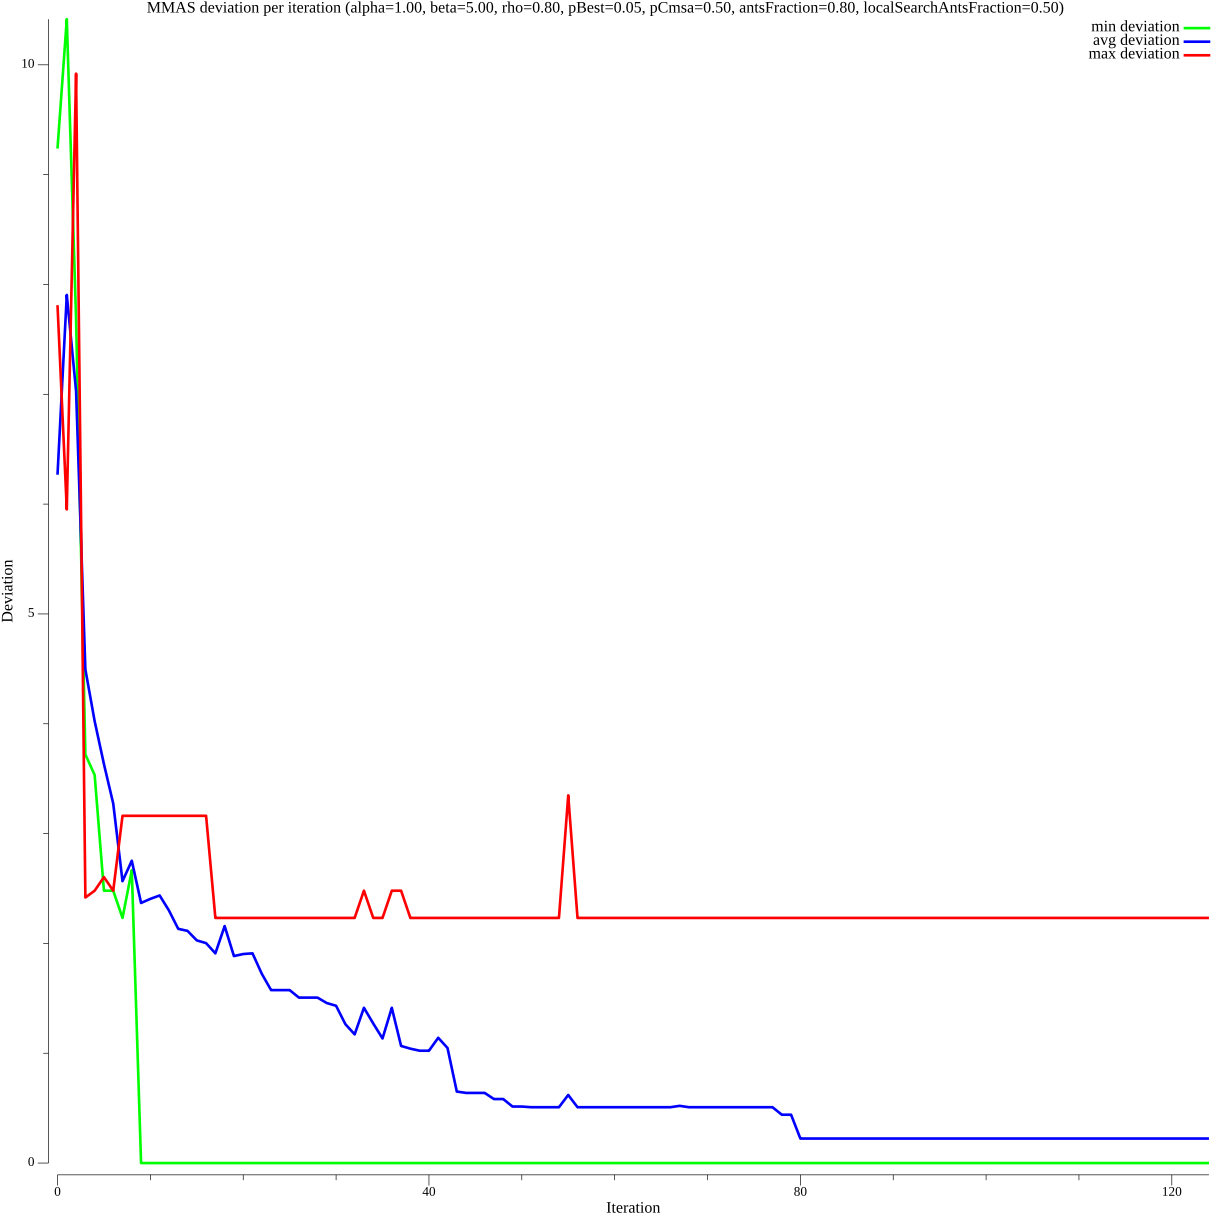 MMAS deviation per iteration (alpha=1.00, beta=5.00, rho=0.80, pBest=0.05, pCmsa=0.50, antsFraction=0.80, localSearchAntsFraction=0.50)
min deviation
avg deviation
max deviation
10
5
0
Deviation
0 40 80 120
Iteration